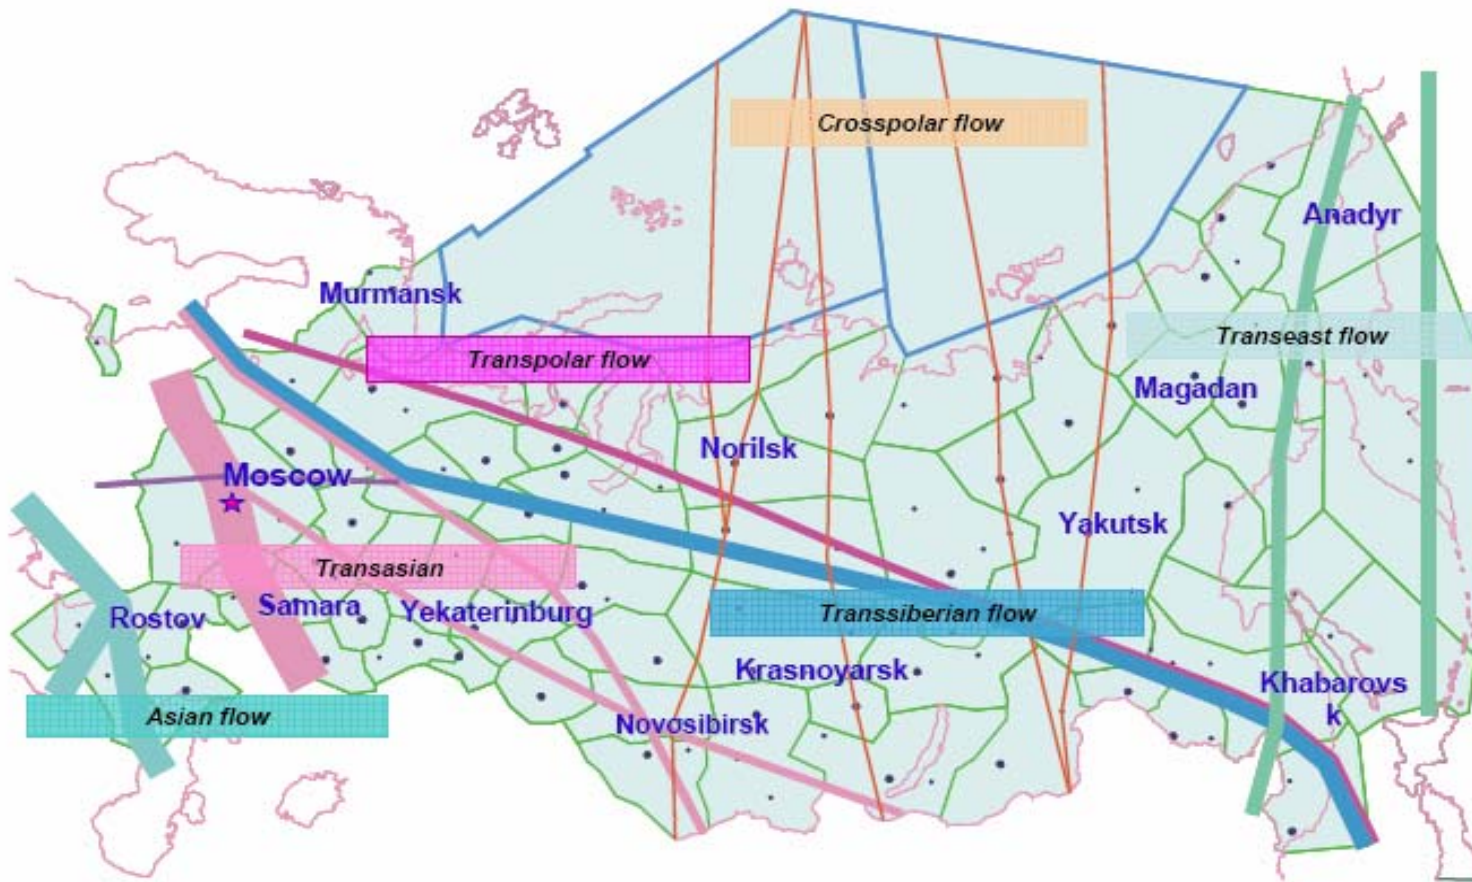 Crosspolar flow
Anadyr
Murmansk
Transeast flow
Transpolar flow
Magadan
Norilsk
Moscow
Yakutsk
Transasian
Samara
Yekaterinburg
Rostov
Transsiberian flow
Krasnoyarsk
Khabarovs
k
Asian flow
Novosibirsk